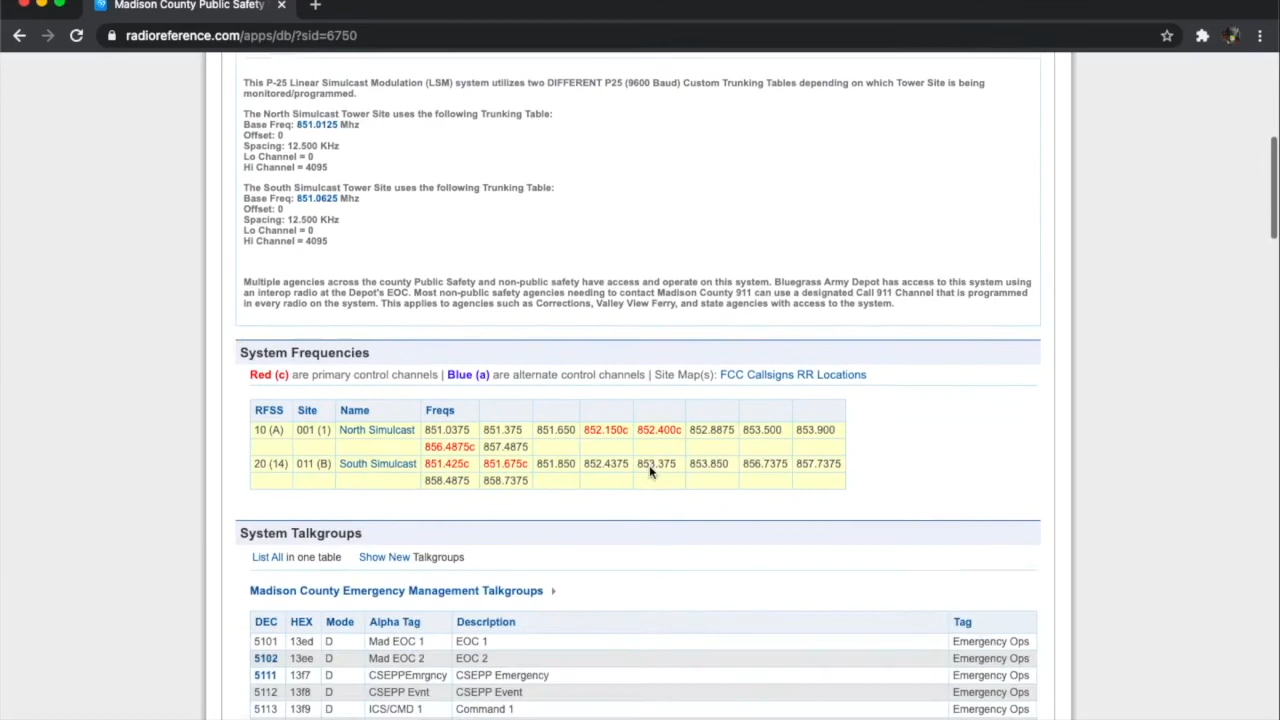 Madison County Public Safety
radioreference.com/apps/db/?sid=6750
This P-25 Linear Simulcast Modulation (LSM) system utilizes two DIFFERENT P25 (9600 Baud) Custom Trunking Tables depending on which Tower Site is being
monitored/programmed.
The North Simulcast Tower Site uses the following Trunking Table:
Base Freq: 851.0125 Mhz
Offset: 0
Spacing: 12.500 KHz
Lo Channel = 0
Hi Channel = 4095
The South Simulcast Tower Site uses the following Trunking Table:
Base Freq: 851.0625 Mhz
Offset: 0
Spacing: 12.500 KHz
Lo Channel = 0
Hi Channel = 4095
Multiple agencies across the county Public Safety and non-public safety have access and operate on this system. Bluegrass Army Depot has access to this system using
an interop radio at the Depot's EOC. Most non-public safety agencies needing to contact Madison County 911 can use a designated Call 911 Channel that is programmed
in every radio on the system. This applies to agencies such as Corrections, Valley View Ferry, and state agencies with access to the system.
System Frequencies
Red (c) are primary control channels | Blue (a) are alternate control channels | Site Map(s): FCC Callsigns RR Locations
RFSS Site Name Freqs
10 (A) 001 (1) North Simulcast 851.0375 851.375 851.650 852.150c 852.400c 852.8875 853.500 853.900
856.4875c 857.4875
20 (14) 011 (B) South Simulcast 851.425c 851.675c 851.850 852.4375 853.375 853.850 856.7375 857.7375
858.4875 858.7375
System Talkgroups
List All in one table Show New Talkgroups
Madison County Emergency Management Talkgroups
DEC HEX Mode Alpha Tag Description Tag
5101 13ed D Mad EOC 1 EOC 1 Emergency Ops
5102 13ee D Mad EOC 2 EOC 2 Emergency Ops
5111 13f7 D CSEPPEmrgncy CSEPP Emergency Emergency Ops
5112 13f8 D CSEPP Evnt CSEPP Event Emergency Ops
5113 13f9 D ICS/CMD 1 Command 1 Emergency Ops